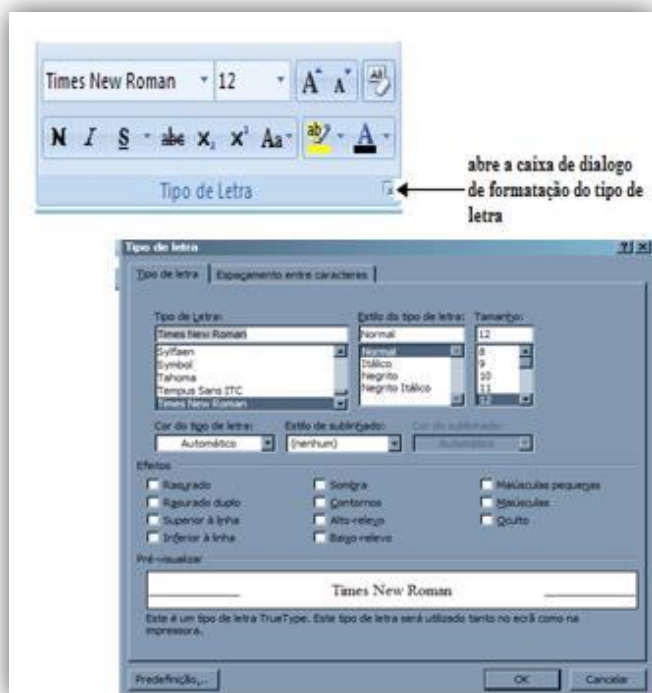 Times New Roman 12 A A
N I S abc X₂ X² Aa ab A
Tipo de Letra
abre a caixa de dialogo
de formatação do tipo de
letra
Tipo de letra
Tipo de letra Espaçamento entre caracteres
Tipo de Letra: Estilo do tipo de letra: Tamanho:
Times New Roman Normal 12
Sylfaen Normal 8
Symbol Itálico 9
Tahoma Negrito 10
Tempus Sans ITC Negrito Itálico 11
Times New Roman 12
Cor do tipo de letra: Estilo de sublinhado: Cor do sublinhado:
Automático (nenhum) Automático
Efeitos
Rasurado Sombra Maiúsculas pequenas
Rasurado duplo Contornos Maiúsculas
Superior à linha Alto-relevo Oculto
Inferior à linha Baixo-relevo
Pré-visualizar
Times New Roman
Este é um tipo de letra TrueType. Este tipo de letra será utilizado tanto no ecrã como na
impressora.
Predefinição... OK Cancelar